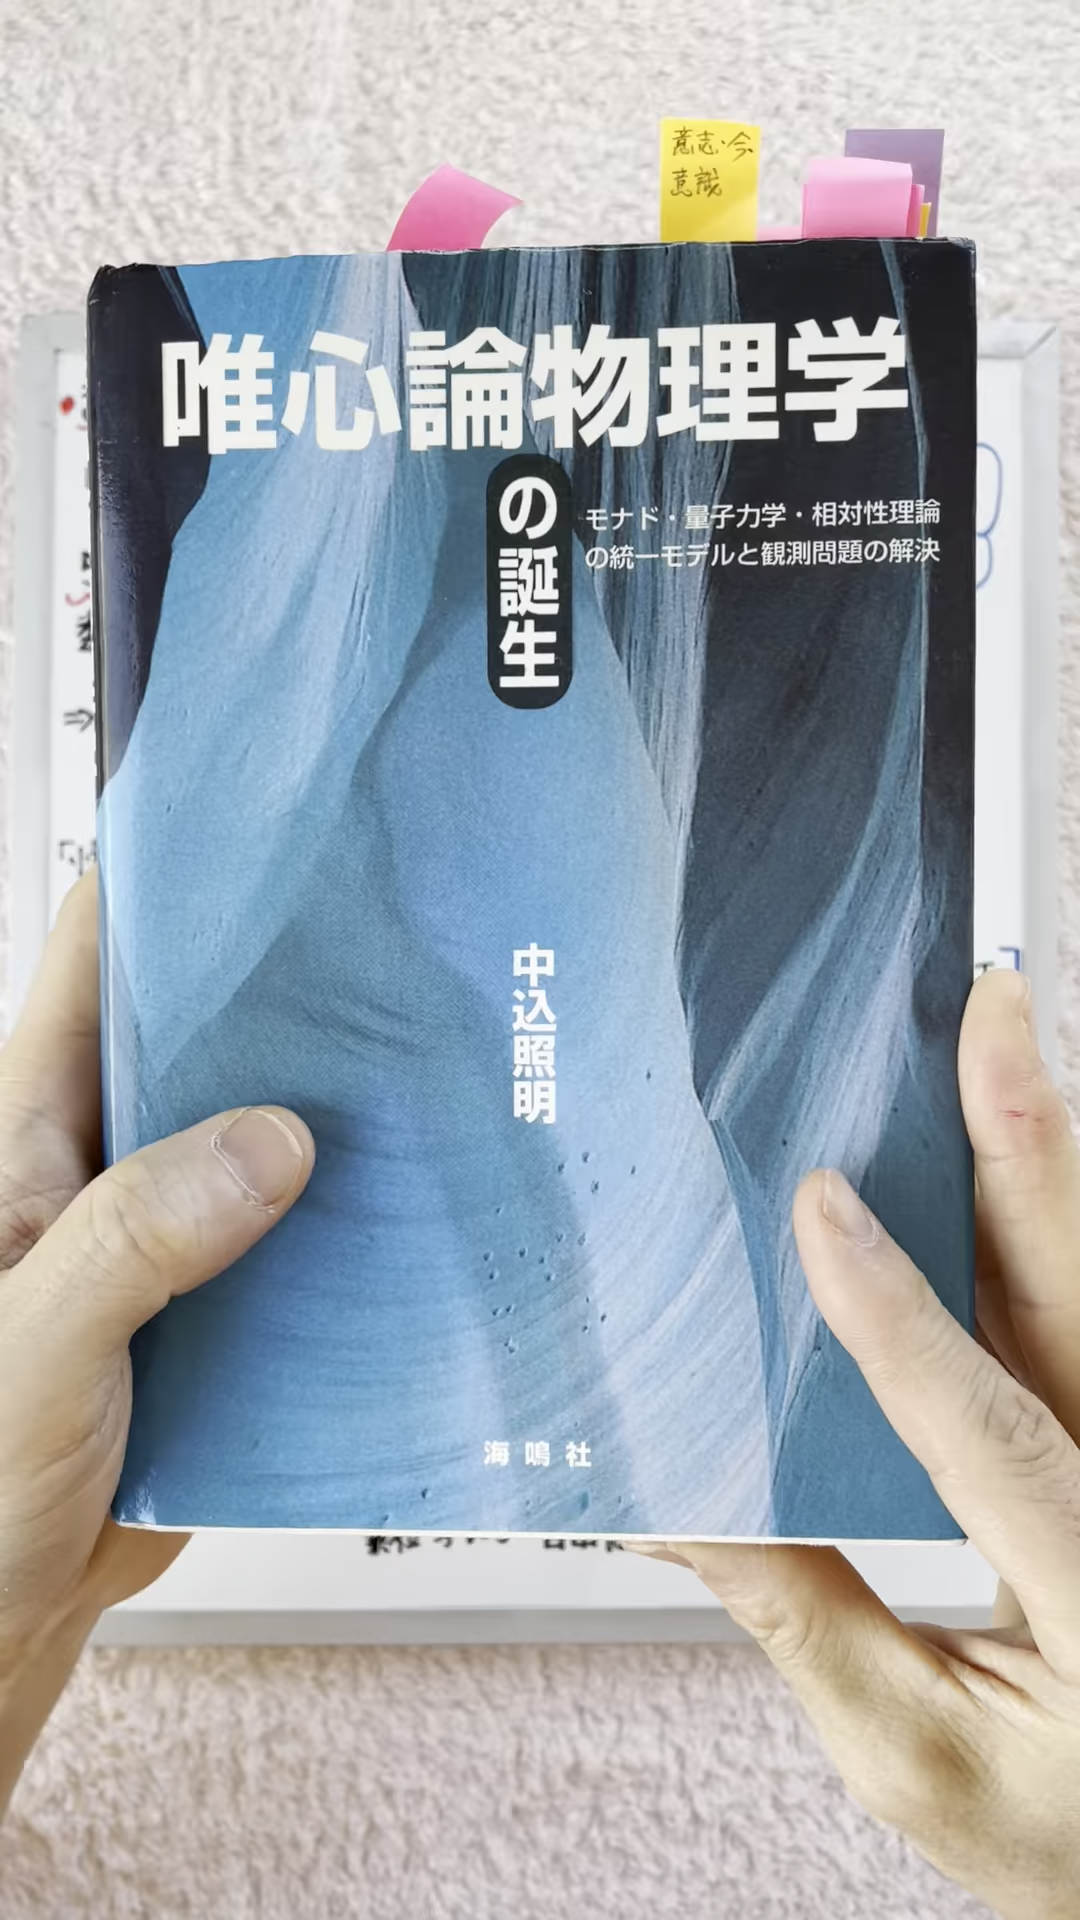 意志・今
意識
唯心論物理学
の誕生
モナド・量子力学・相対性理論
の統一モデルと観測問題の解決
中込照明
海鳴社